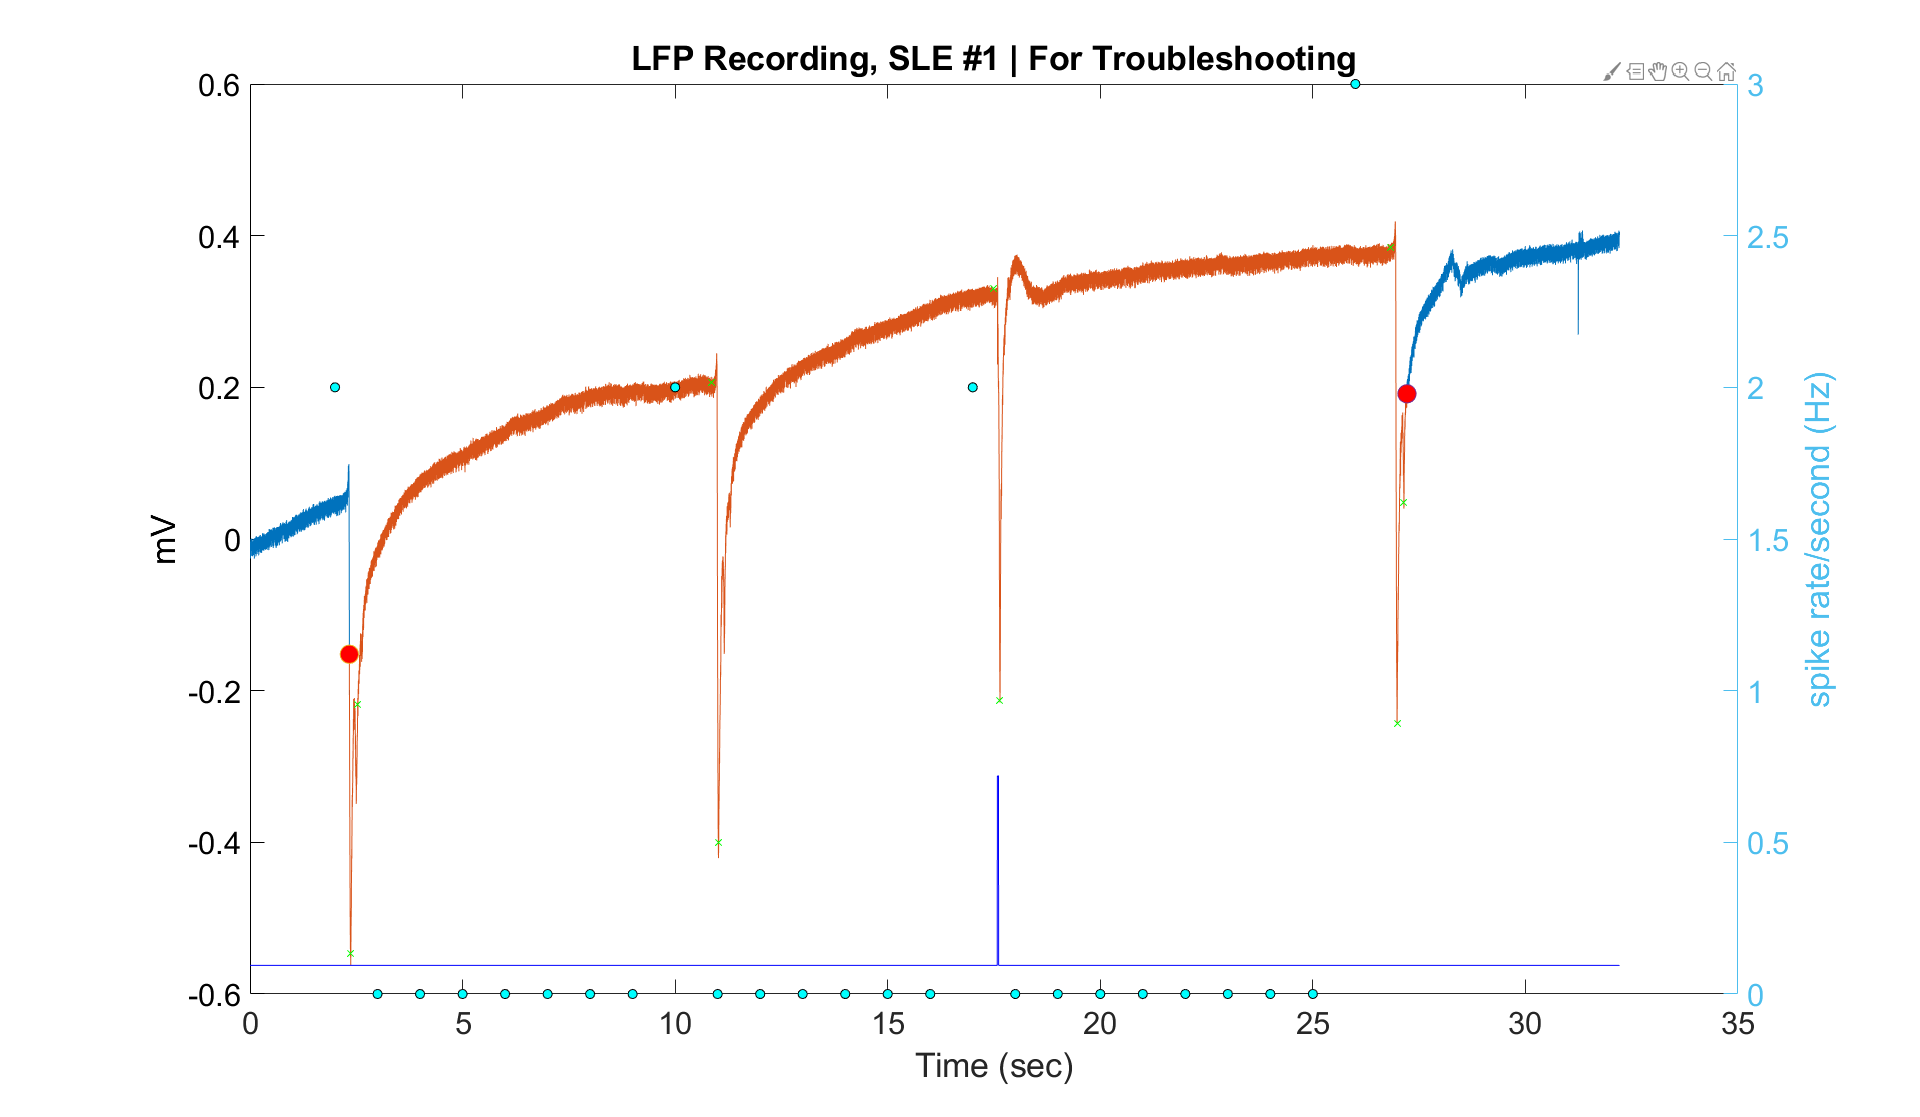 LFP Recording, SLE #1 | For Troubleshooting
0.6
0.4
0.2
0
-0.2
-0.4
-0.6
mV
0 5 10 15 20 25 30 35
Time (sec)
3
2.5
2
1.5
1
0.5
0
spike rate/second (Hz)